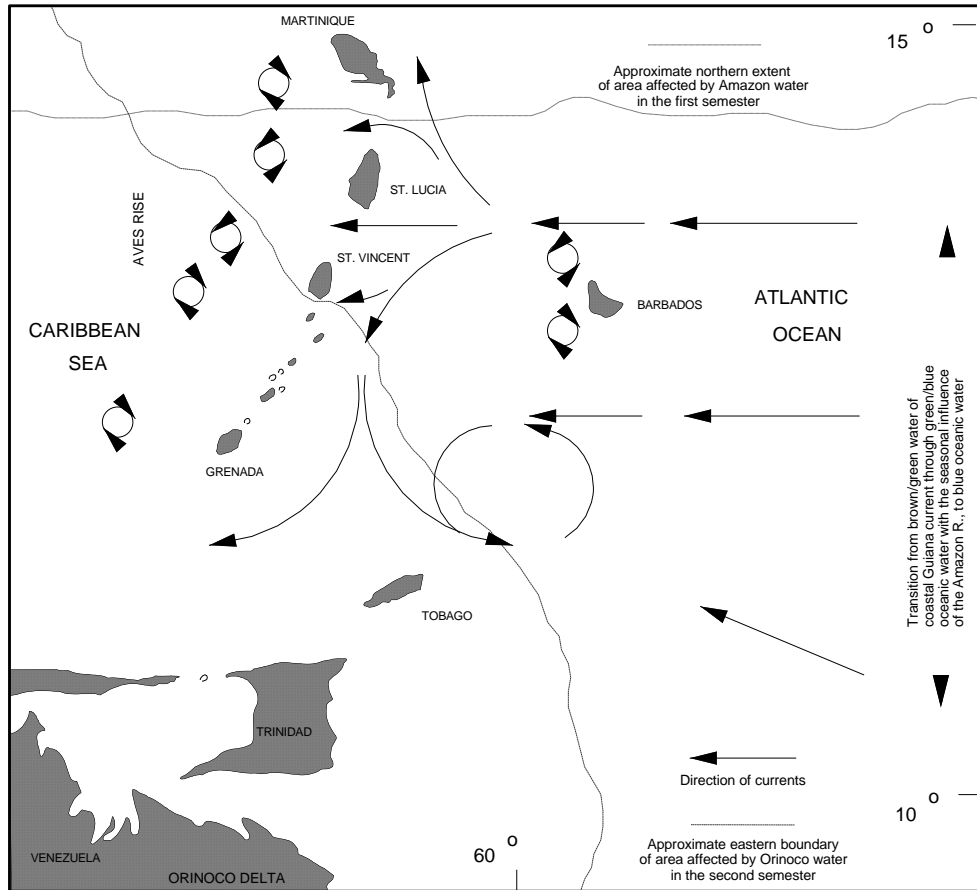 MARTINIQUE
15 o
Approximate northern extent
of area affected by Amazon water
in the first semester
ST. LUCIA
AVES RISE
ST. VINCENT
BARBADOS
ATLANTIC
OCEAN
CARIBBEAN
SEA
GRENADA
Transition from brown/green water of
coastal Guiana current through green/blue
oceanic water with the seasonal influence
of the Amazon R., to blue oceanic water
TOBAGO
TRINIDAD
Direction of currents
10 o
Approximate eastern boundary
of area affected by Orinoco water
in the second semester
60 o
VENEZUELA
ORINOCO DELTA